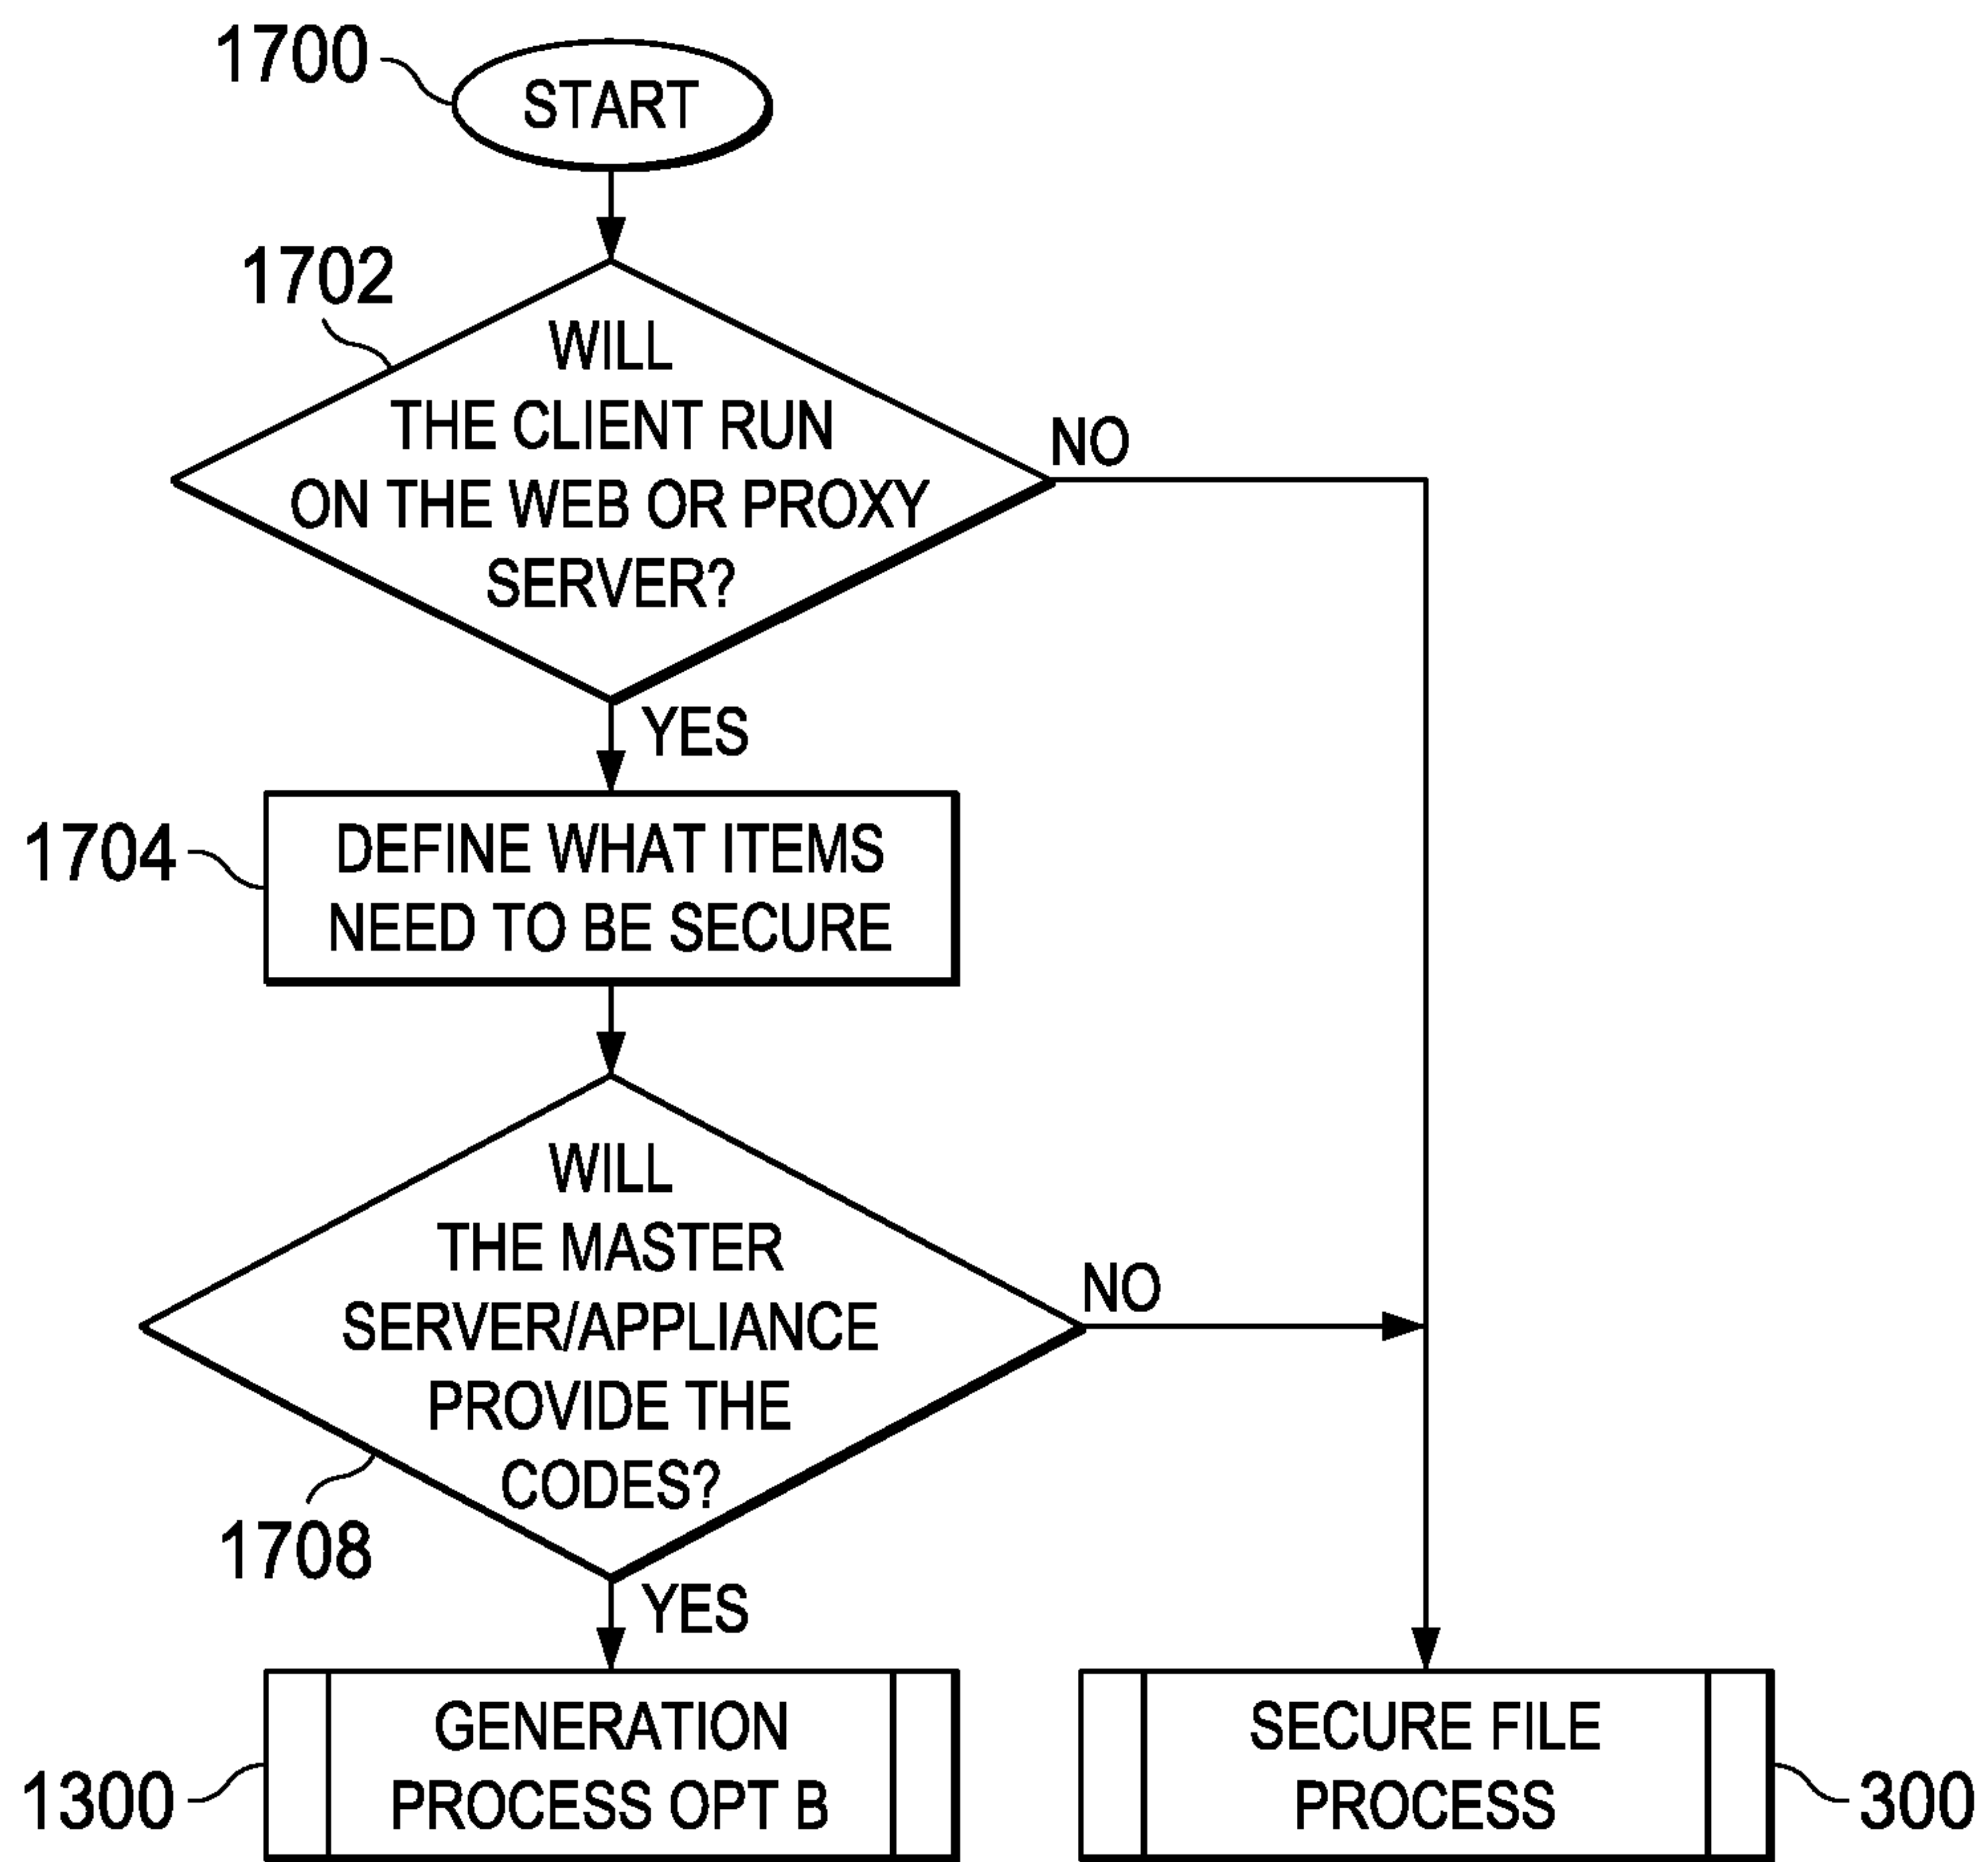 1700
START
1702
WILL
THE CLIENT RUN
ON THE WEB OR PROXY
SERVER?
NO
YES
1704
DEFINE WHAT ITEMS
NEED TO BE SECURE
WILL
THE MASTER
SERVER/APPLIANCE
PROVIDE THE
CODES?
NO
1708
YES
1300
GENERATION
PROCESS OPT B
SECURE FILE
PROCESS
300